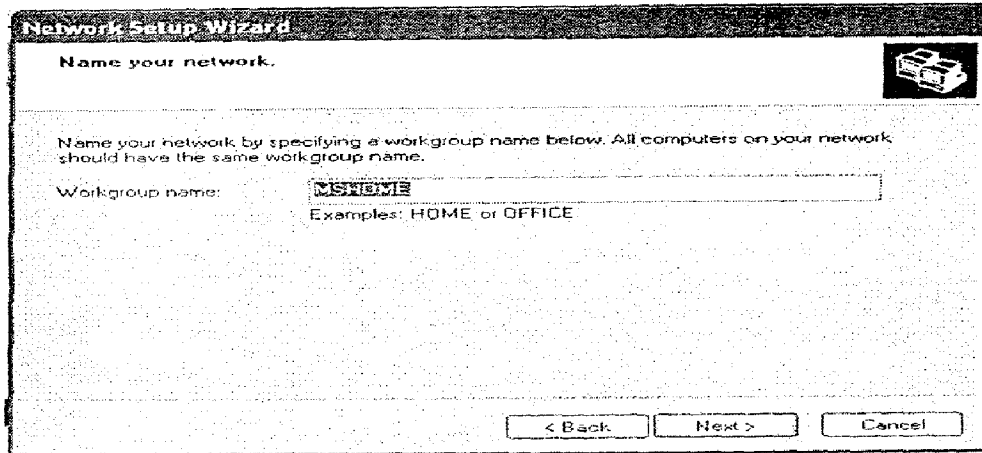 Network Setup Wizard
Name your network.
Name your network by specifying a workgroup name below. All computers on your network
should have the same workgroup name.
Workgroup name:
MSHOME
Examples: HOME or OFFICE
< Back
Next >
Cancel